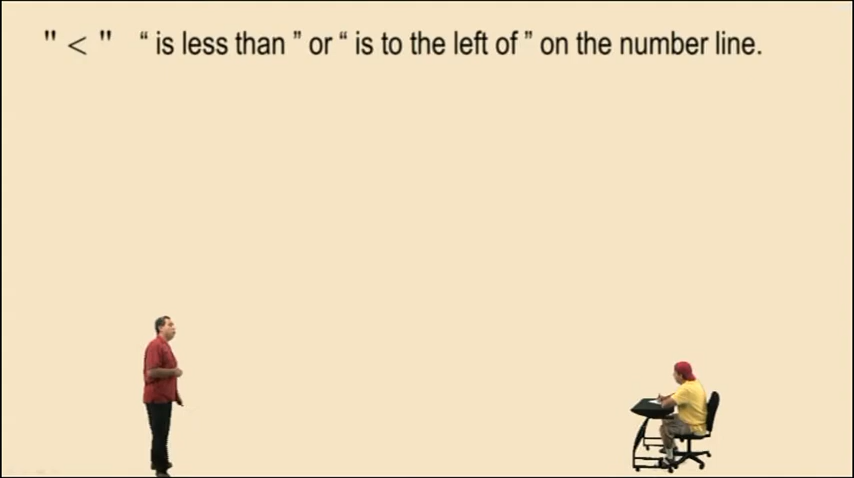 " < " “ is less than ” or “ is to the left of ” on the number line.